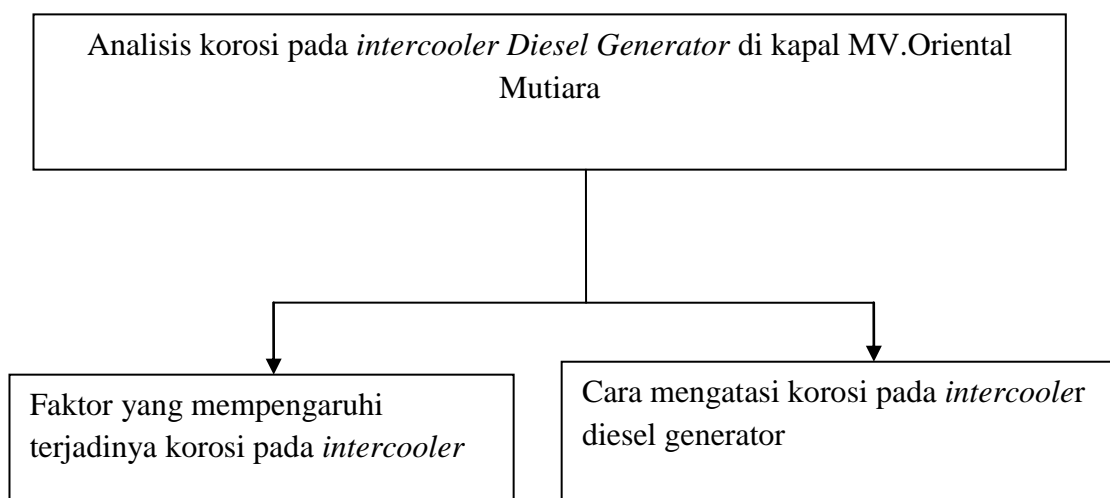 Analisis korosi pada intercooler Diesel Generator di kapal MV.Oriental
Mutiara
Faktor yang mempengaruhi
terjadinya korosi pada intercooler
Cara mengatasi korosi pada intercooler
diesel generator